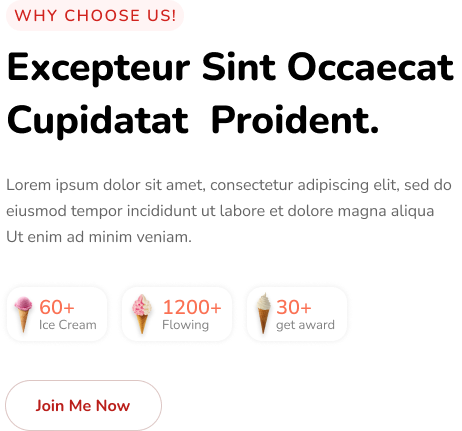 WHY CHOOSE US!
Excepteur Sint Occaecat
Cupidatat  Proident.
Lorem ipsum dolor sit amet, consectetur adipiscing elit, sed do
eiusmod tempor incididunt ut labore et dolore magna aliqua
Ut enim ad minim veniam.
60+ 1200+ 30+
Ice Cream Flowing get award
Join Me Now